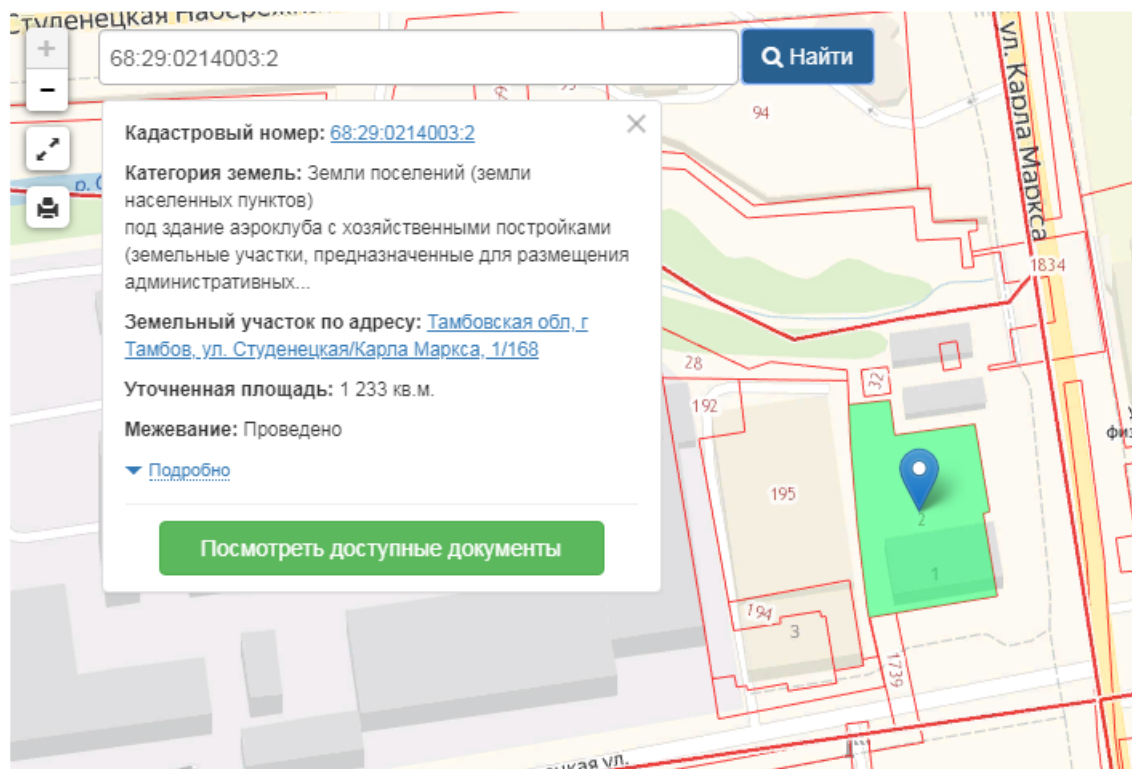 Студенецкая Набережная
68:29:0214003:2
Найти
Кадастровый номер: 68:29:0214003:2
Категория земель: Земли поселений (земли
населенных пунктов)
под здание аэроклуба с хозяйственными постройками
(земельные участки, предназначенные для размещения
административных...
Земельный участок по адресу: Тамбовская обл, г
Тамбов, ул. Студенецкая/Карла Маркса, 1/168
Уточненная площадь: 1 233 кв.м.
Межевание: Проведено
Подробно
Посмотреть доступные документы
94
ул. Карла Маркса
1834
28
32
192
195
2
1
194
3
1739
физ
ецкая ул.